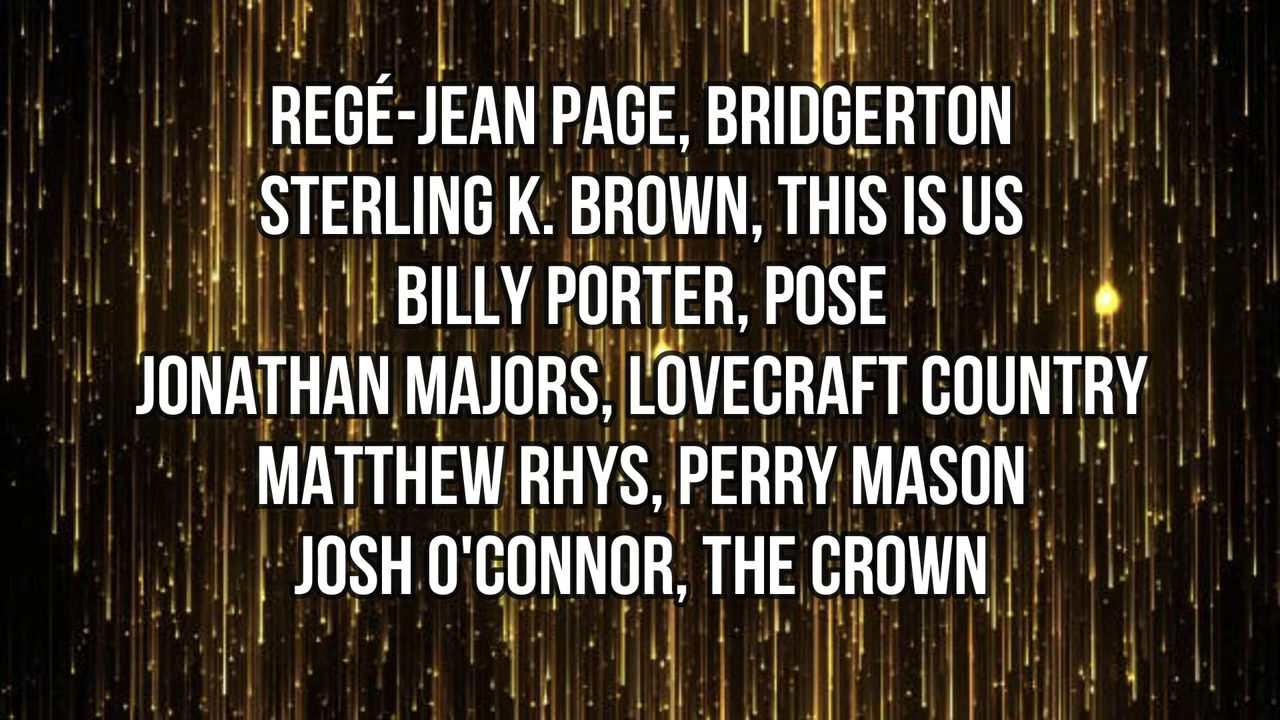 REGÉ-JEAN PAGE, BRIDGERTON
STERLING K. BROWN, THIS IS US
BILLY PORTER, POSE
JONATHAN MAJORS, LOVECRAFT COUNTRY
MATTHEW RHYS, PERRY MASON
JOSH O'CONNOR, THE CROWN